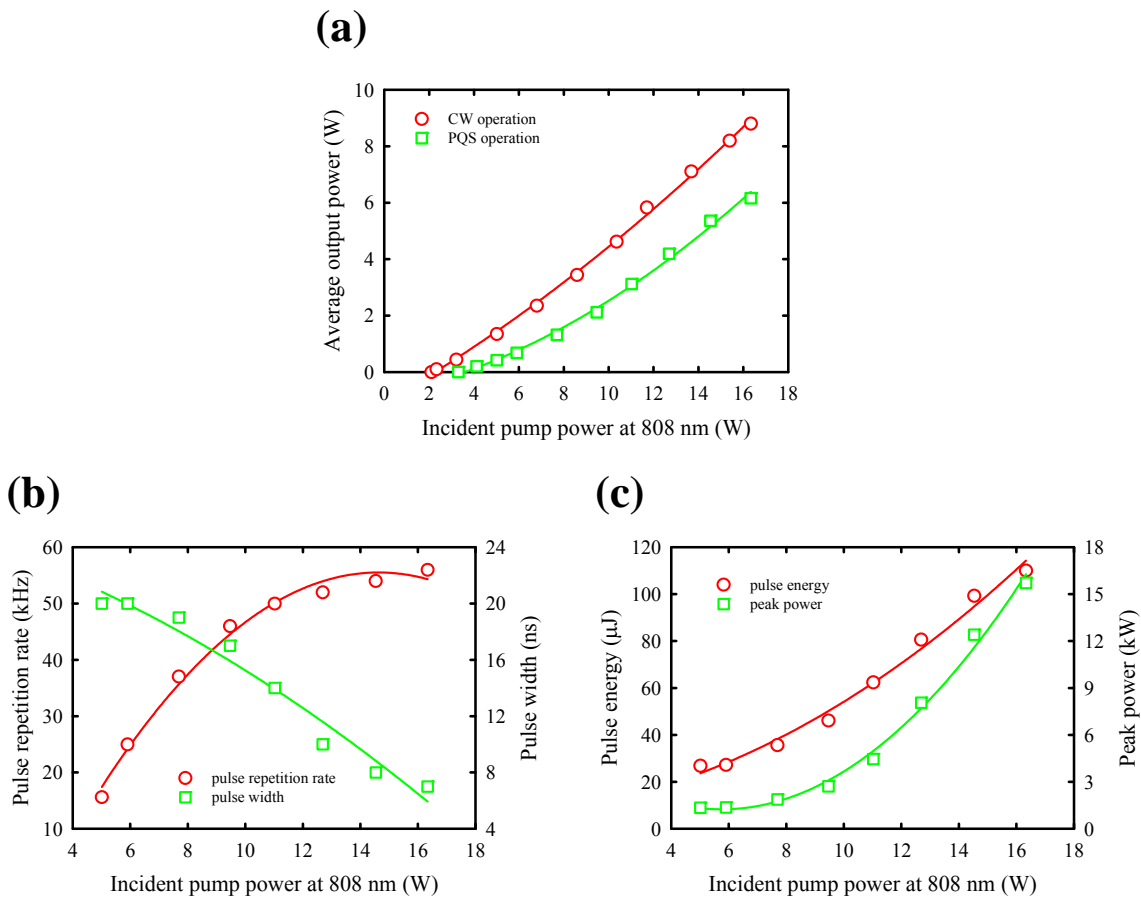 (a)
10
8
6
4
2
0
Average output power (W)
CW operation
PQS operation
0 2 4 6 8 10 12 14 16 18
Incident pump power at 808 nm (W)
(b)
60
50
40
30
20
10
Pulse repetition rate (kHz)
24
20
16
12
8
4
Pulse width (ns)
pulse repetition rate
pulse width
4 6 8 10 12 14 16 18
Incident pump power at 808 nm (W)
(c)
120
100
80
60
40
20
0
Pulse energy (μJ)
18
15
12
9
6
3
0
Peak power (kW)
pulse energy
peak power
4 6 8 10 12 14 16 18
Incident pump power at 808 nm (W)